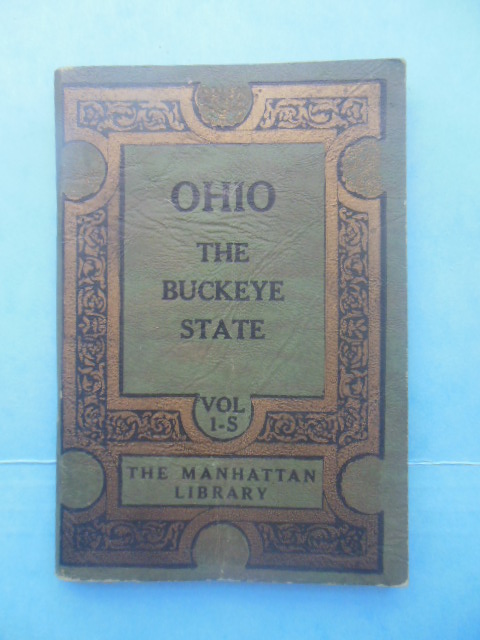 OHIO
THE
BUCKEYE
STATE
VOL
1-S
THE MANHATTAN
LIBRARY